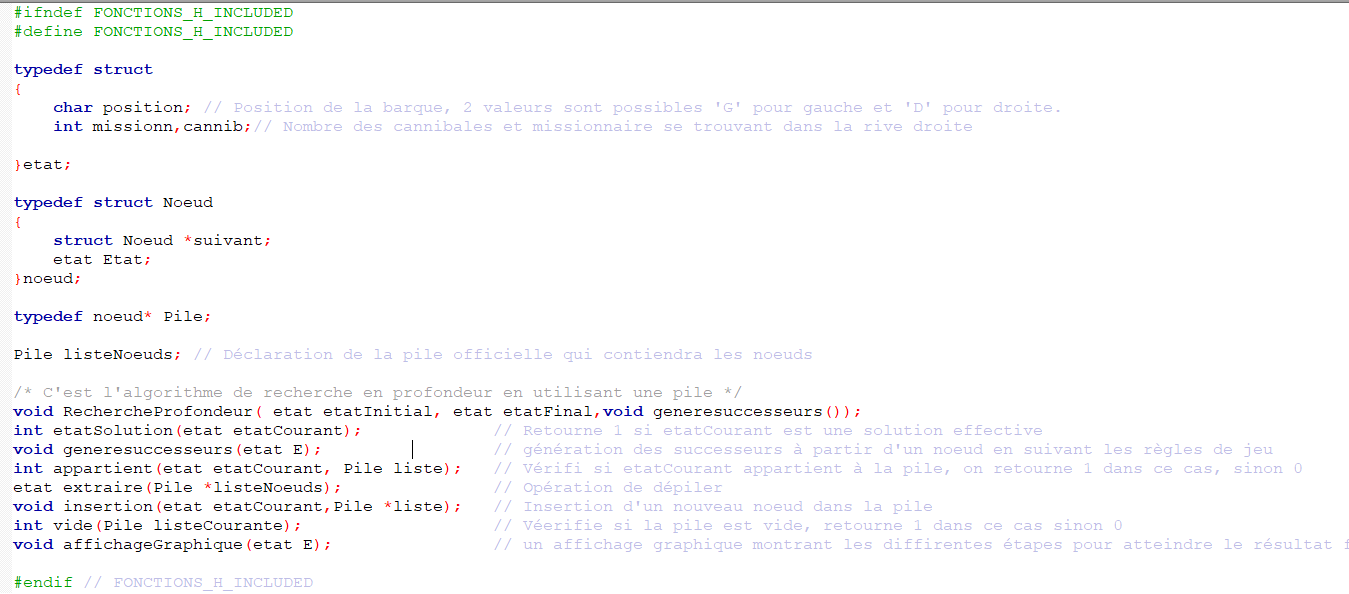 #ifndef FONCTIONS_H_INCLUDED
#define FONCTIONS_H_INCLUDED
typedef struct
{
char position; // Position de la barque, 2 valeurs sont possibles 'G' pour gauche et 'D' pour droite.
int missionn,cannib;// Nombre des cannibales et missionnaire se trouvant dans la rive droite
}etat;
typedef struct Noeud
{
struct Noeud *suivant;
etat Etat;
}noeud;
typedef noeud* Pile;
Pile listeNoeuds; // Déclaration de la pile officielle qui contiendra les noeuds
/* C'est l'algorithme de recherche en profondeur en utilisant une pile */
void RechercheProfondeur( etat etatInitial, etat etatFinal,void generesuccesseurs());
int etatSolution(etat etatCourant); // Retourne 1 si etatCourant est une solution effective
void generesuccesseurs(etat E); // génération des successeurs à partir d'un noeud en suivant les règles de jeu
int appartient(etat etatCourant, Pile liste); // Vérifi si etatCourant appartient à la pile, on retourne 1 dans ce cas, sinon 0
etat extraire(Pile *listeNoeuds); // Opération de dépiler
void insertion(etat etatCourant,Pile *liste); // Insertion d'un nouveau noeud dans la pile
int vide(Pile listeCourante); // Véerifie si la pile est vide, retourne 1 dans ce cas sinon 0
void affichageGraphique(etat E); // un affichage graphique montrant les diffirentes étapes pour atteindre le résultat f
#endif // FONCTIONS_H_INCLUDED